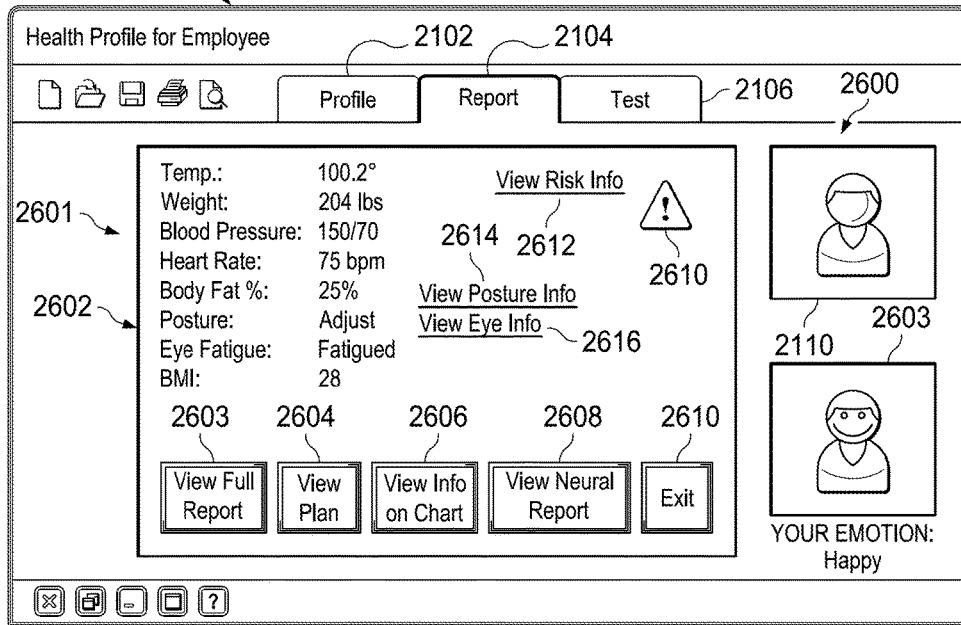 Health Profile for Employee
2102
2104
Profile
Report
Test
2106
2600
Temp.: 100.2°
View Risk Info
Weight: 204 lbs
!
2601
Blood Pressure: 150/70
2614
2612
Heart Rate: 75 bpm
2610
Body Fat %: 25%
View Posture Info
2602
Posture: Adjust
View Eye Info
2616
2110
2603
Eye Fatigue: Fatigued
BMI: 28
2603
2604
2606
2608
2610
View Full
Report
View
Plan
View Info
on Chart
View Neural
Report
Exit
YOUR EMOTION:
Happy
?